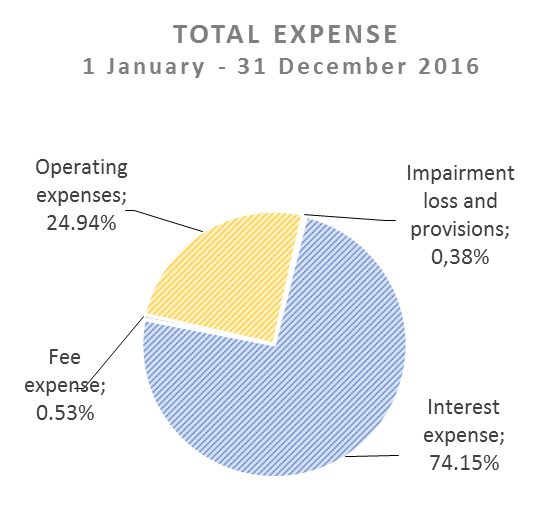 TOTAL EXPENSE
1 January - 31 December 2016
Operating
expenses;
24.94%
Impairment
loss and
provisions;
0,38%
Fee
expense;
0.53%
Interest
expense;
74.15%